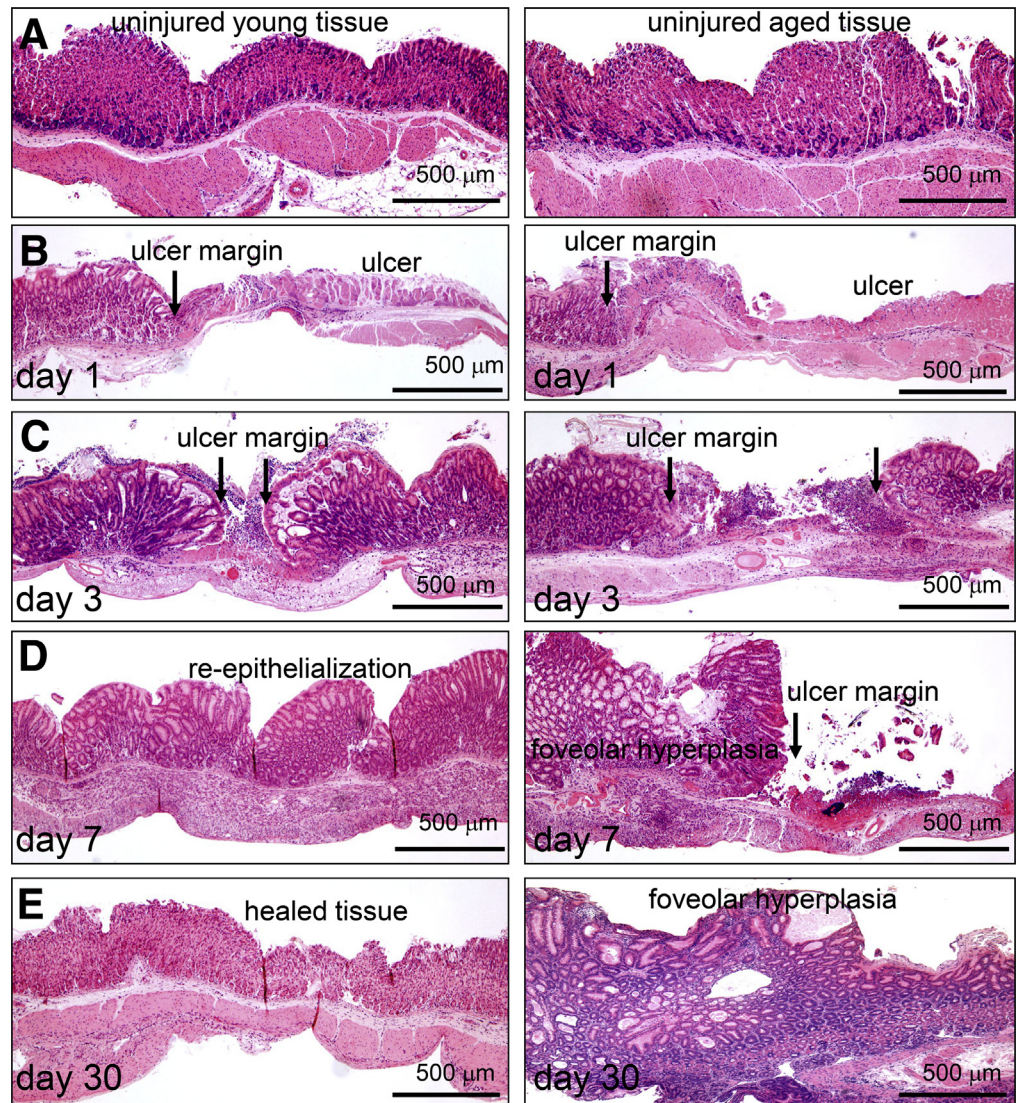 A
uninjured young tissue
500 μm
uninjured aged tissue
500 μm
B
ulcer margin
ulcer
day 1
500 μm
ulcer margin
ulcer
day 1
500 μm
C
ulcer margin
day 3
500 μm
ulcer margin
day 3
500 μm
D
re-epithelialization
day 7
500 μm
ulcer margin
foveolar hyperplasia
day 7
500 μm
E
healed tissue
day 30
500 μm
foveolar hyperplasia
day 30
500 μm